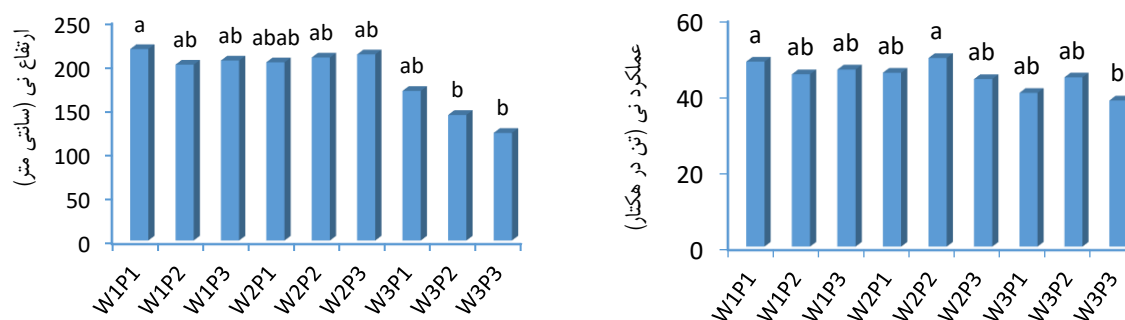 ارتفاع نی (سانتی متر)
250
200
150
100
50
0
a ab ab abab ab ab ab b b
W1P1 W1P2 W1P3 W2P1 W2P2 W2P3 W3P1 W3P2 W3P3
عملکرد نی (تن در هکتار)
60
40
20
0
a ab ab ab a ab ab ab b
W1P1 W1P2 W1P3 W2P1 W2P2 W2P3 W3P1 W3P2 W3P3